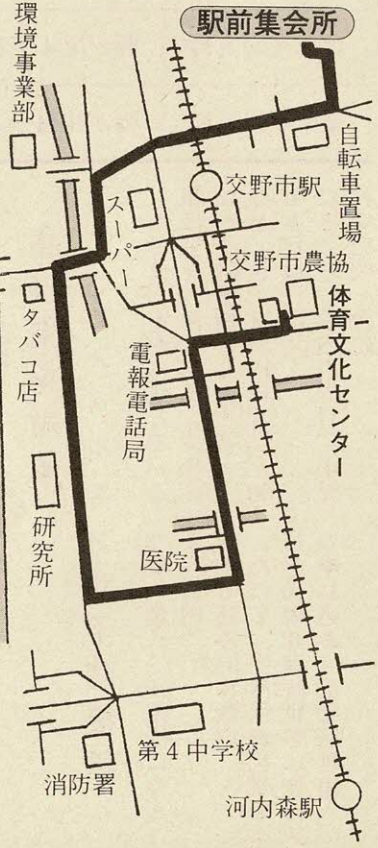 駅前集会所
環境事業部
自転車置場
交野市駅
スーパー
交野市農協
体育文化センター
タバコ店
電報電話局
研究所
医院
第4中学校
消防署
河内森駅